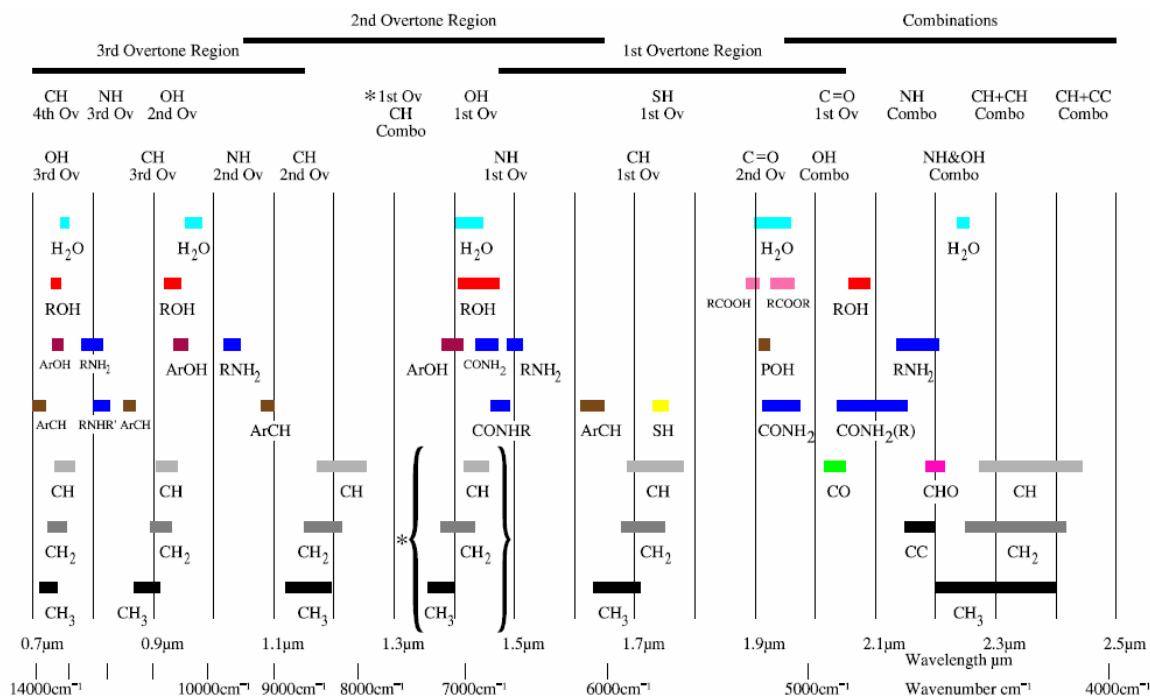 2nd Overtone Region
Combinations
3rd Overtone Region
1st Overtone Region
CH NH OH *1st Ov OH SH C=O NH CH+CH CH+CC
4th Ov 3rd Ov 2nd Ov CH 1st Ov 1st Ov 1st Ov Combo Combo Combo
Combo
OH CH NH CH NH CH C=O OH NH&OH
3rd Ov 3rd Ov 2nd Ov 2nd Ov 1st Ov 1st Ov 2nd Ov Combo Combo
H₂O H₂O H₂O H₂O H₂O
ROH ROH ROH RCOOH RCOOR ROH
ArOH RNH₂ ArOH RNH₂ ArOH CONH₂ RNH₂ POH RNH₂
ArCH RNHR' ArCH ArCH CONHR ArCH SH CONH₂ CONH₂(R)
CH CH CH CH CH CO CHO CH
CH₂ CH₂ CH₂ * CH₂ CH₂ CC CH₂
CH₃ CH₃ CH₃ CH₃ CH₃ CH₃
0.7µm 0.9µm 1.1µm 1.3µm 1.5µm 1.7µm 1.9µm 2.1µm 2.3µm 2.5µm
Wavelength µm
14000cm⁻¹ 10000cm⁻¹ 9000cm⁻¹ 8000cm⁻¹ 7000cm⁻¹ 6000cm⁻¹ 5000cm⁻¹ Wavenumber cm⁻¹ 4000cm⁻¹